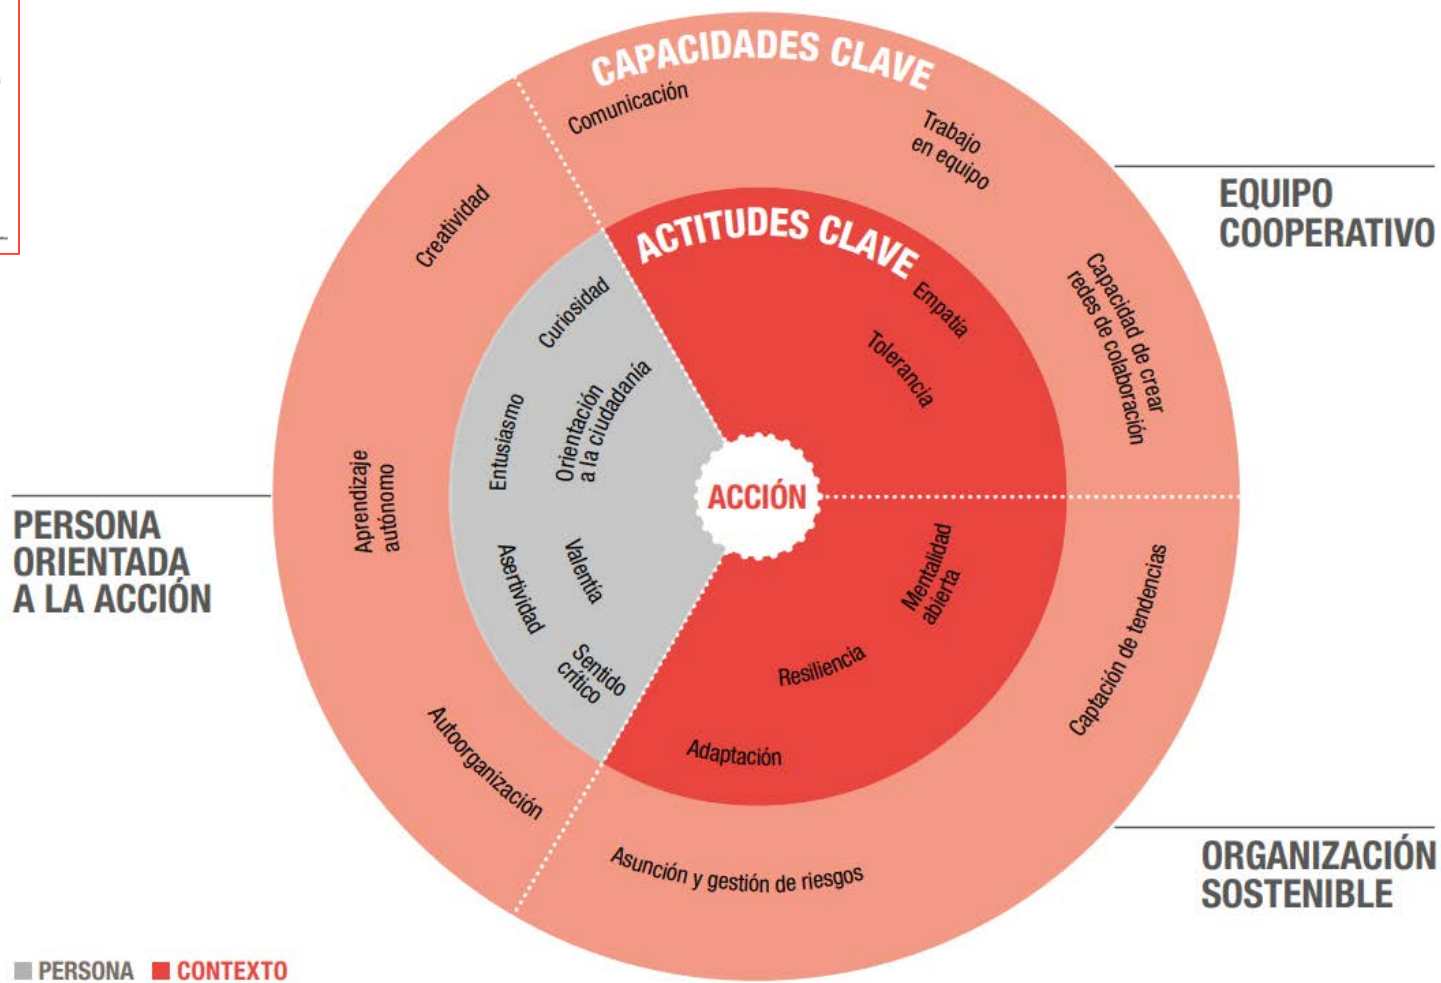 CAPACIDADES CLAVE
Comunicación
Trabajo
en equipo
Capacidad de crear
redes de colaboración
Creatividad
Aprendizaje
autónomo
Autoorganización
Captación de tendencias
Asunción y gestión de riesgos
ACTITUDES CLAVE
Empatía
Tolerancia
Curiosidad
Orientación
a la ciudadanía
Entusiasmo
Valentía
Asertividad
Sentido
crítico
Mentalidad
abierta
Resiliencia
Adaptación
ACCIÓN
EQUIPO
COOPERATIVO
PERSONA
ORIENTADA
A LA ACCIÓN
ORGANIZACIÓN
SOSTENIBLE
PERSONA
CONTEXTO